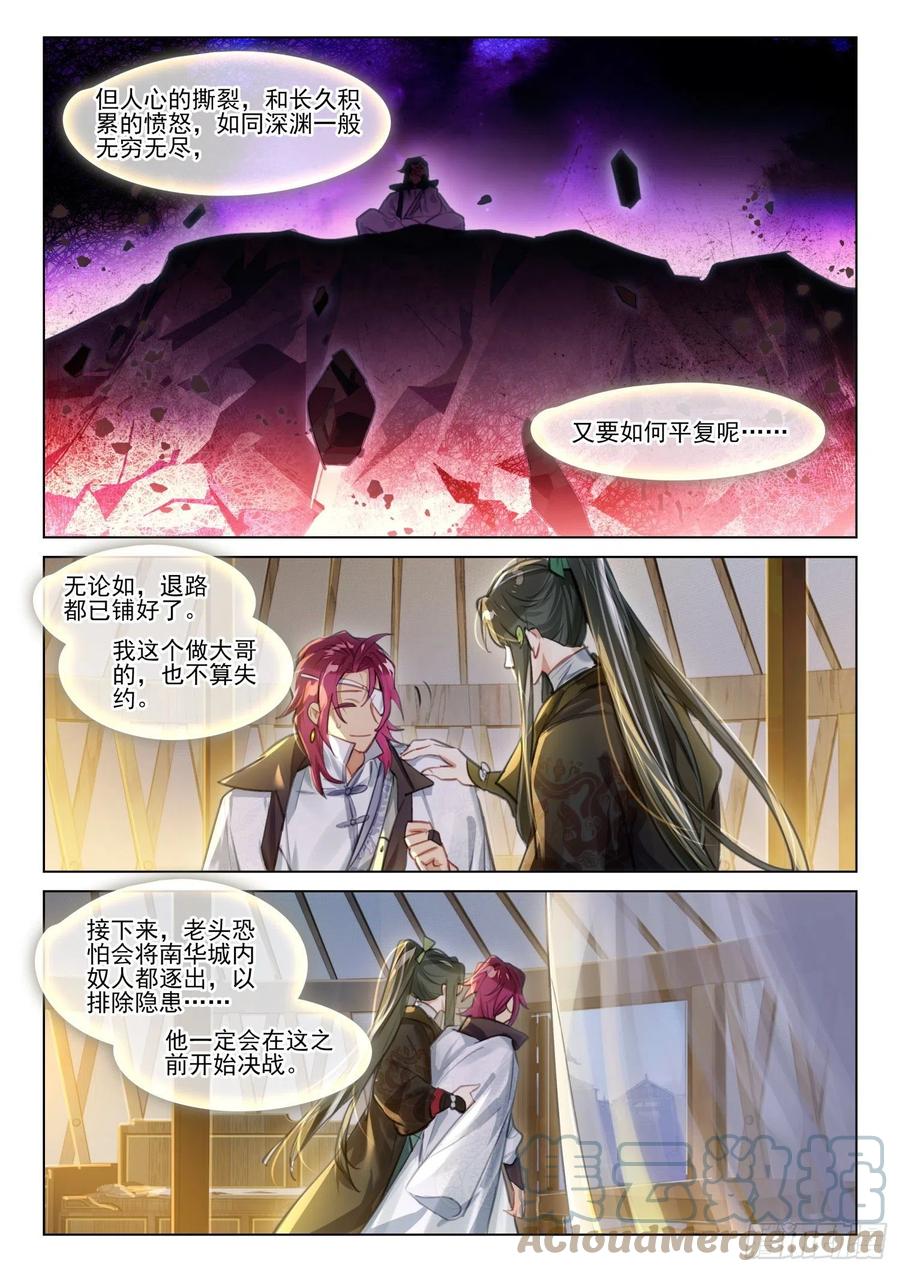 但人心的撕裂，和长久积
累的愤怒，如同深渊一般
无穷无尽，
又要如何平复呢……
无论如，退路
都已铺好了。
我这个做大哥
的，也不算失
约。
接下来，老头恐
怕会将南华城内
奴人都逐出，以
排除隐患……
他一定会在这之
前开始决战。
集云数据
AcloudMerge.com